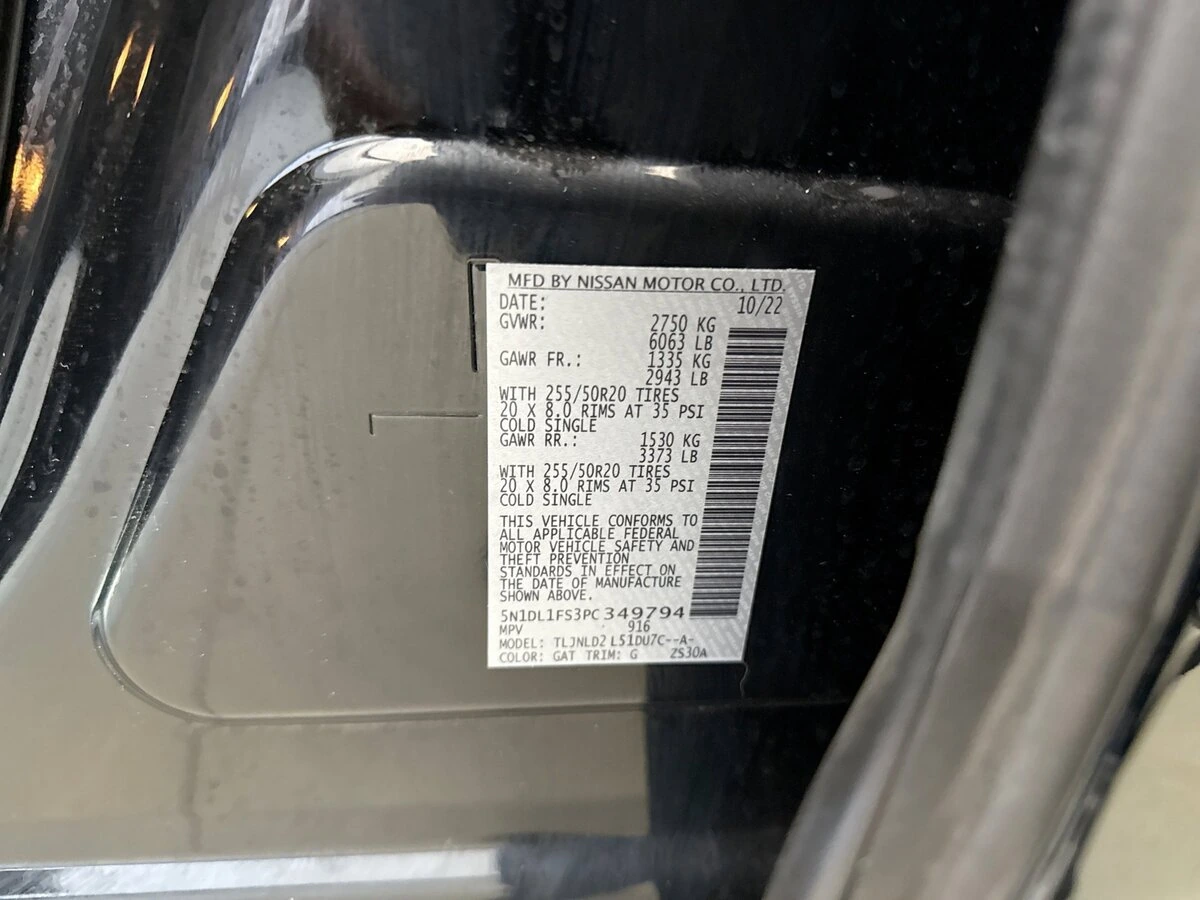 MFD BY NISSAN MOTOR CO., LTD.
DATE: 10/22
GVWR: 2750 KG
6063 LB
GAWR FR.: 1335 KG
2943 LB
WITH 255/50R20 TIRES
20 X 8.0 RIMS AT 35 PSI
COLD SINGLE
GAWR RR.: 1530 KG
3373 LB
WITH 255/50R20 TIRES
20 X 8.0 RIMS AT 35 PSI
COLD SINGLE
THIS VEHICLE CONFORMS TO
ALL APPLICABLE FEDERAL
MOTOR VEHICLE SAFETY AND
THEFT PREVENTION
STANDARDS IN EFFECT ON
THE DATE OF MANUFACTURE
SHOWN ABOVE.
5N1DL1FS3PC349794
MPV 916
MODEL: TLJNLD2 L51DU7C--A-
COLOR: GAT TRIM: G ZS30A